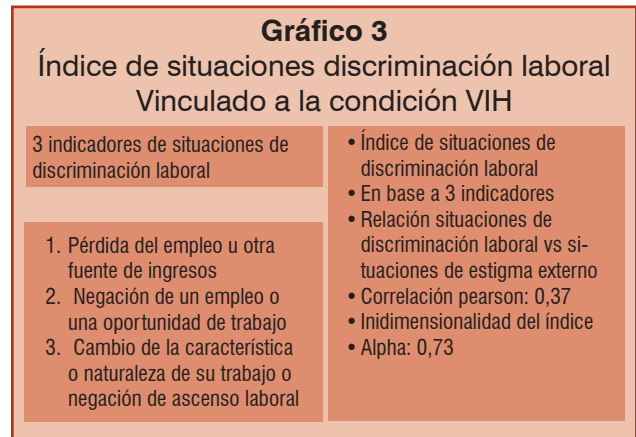 Gráfico 3
Índice de situaciones discriminación laboral
Vinculado a la condición VIH
3 indicadores de situaciones de
discriminación laboral
1. Pérdida del empleo u otra
fuente de ingresos
2. Negación de un empleo o
una oportunidad de trabajo
3. Cambio de la característica
o naturaleza de su trabajo o
negación de ascenso laboral
• Índice de situaciones de
discriminación laboral
• En base a 3 indicadores
• Relación situaciones de
discriminación laboral vs si-
tuaciones de estigma externo
• Correlación pearson: 0,37
• Inidimensionalidad del índice
• Alpha: 0,73